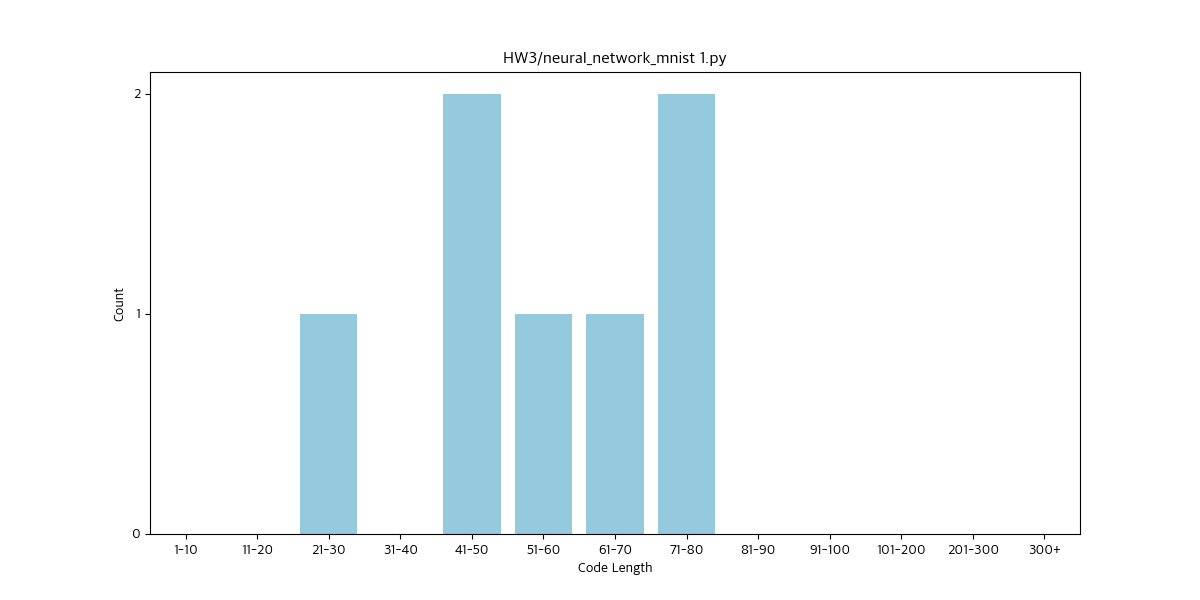 HW3/neural_network_mnist 1.py
Count
2
1
0
1-10 11-20 21-30 31-40 41-50 51-60 61-70 71-80 81-90 91-100 101-200 201-300 300+
Code Length